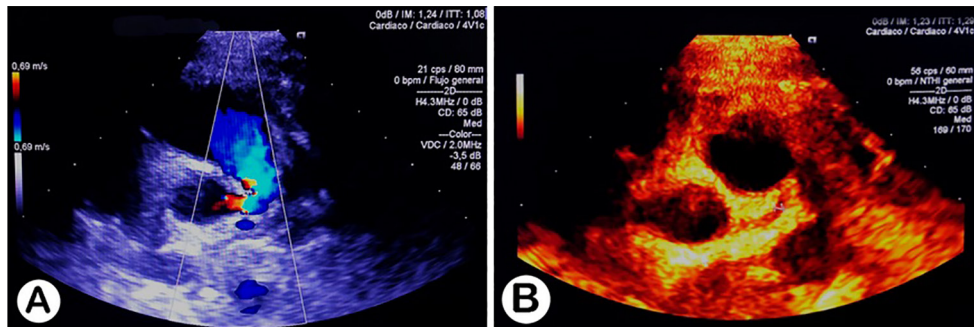 0dB / IM: 1,24 / ITT: 1,08
Cardiaco / Cardiaco / 4V1c
21 cps / 80 mm
0 bpm / Flujo general
2D
H4.3MHz / 0 dB
CD: 65 dB
Med
Color
VDC / 2.0MHz
-3,5 dB
48 / 66
0,69 m/s
0,69 m/s
A
0dB / IM: 1,23 / ITT: 1,29
Cardiaco / Cardiaco / 4V1c
56 cps / 60 mm
0 bpm / NTHI general
2D
H4.3MHz / 0 dB
CD: 65 dB
Med
169 / 170
B